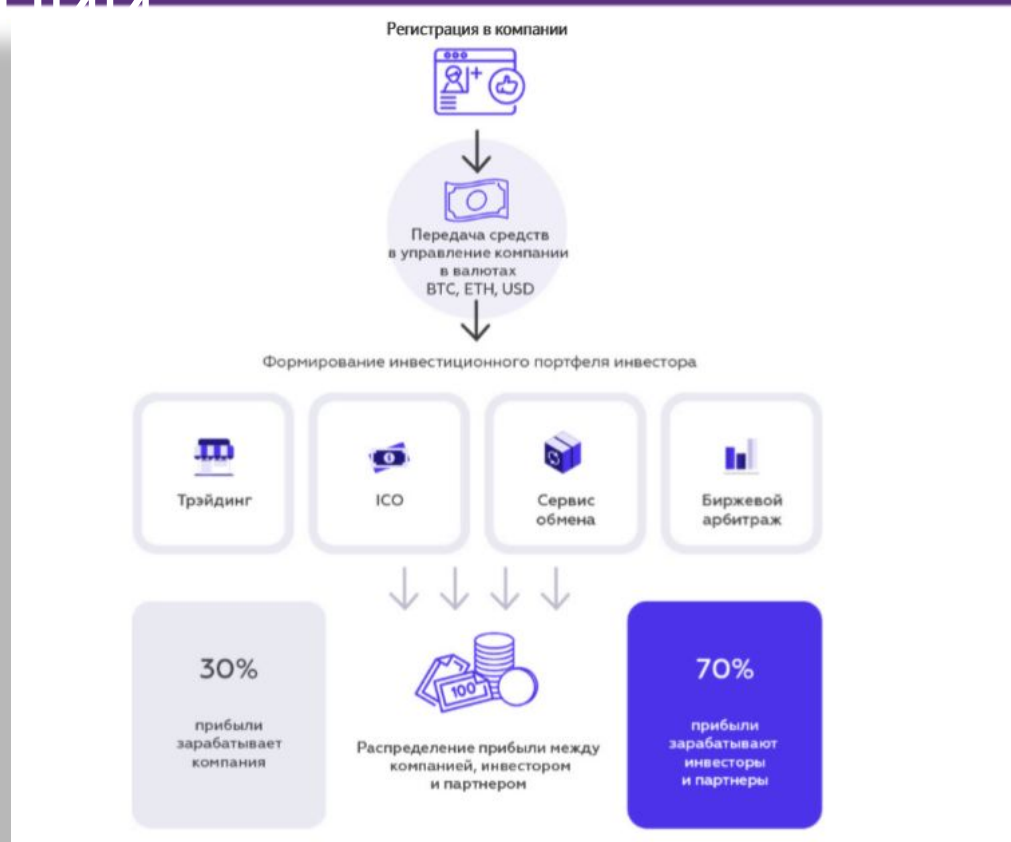 Регистрация в компании
Передача средств
в управление компании
в валютах
BTC, ETH, USD
Формирование инвестиционного портфеля инвестора
Трэйдинг
ICO
Сервис
обмена
Биржевой
арбитраж
30%
прибыли
зарабатывает
компания
100
Распределение прибыли между
компанией, инвестором
и партнером
70%
прибыли
зарабатывают
инвесторы
и партнеры